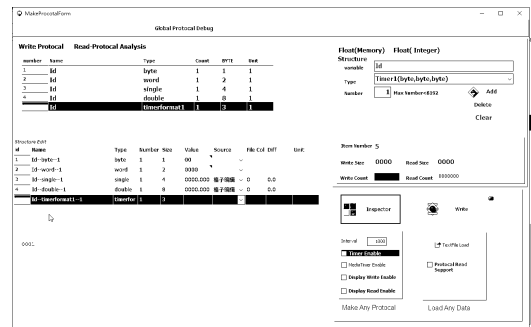 MakeProtocolForm
Global Protocal Debug
Write Protocal Read-Protocal Analysis
number Name Type Count BYTE Unit
1 Id byte 1 1 1
2 Id word 1 2 1
3 Id single 1 4 1
4 Id double 1 8 1
Id timerformat1 1 3 1
Structure Edit
Id Name Type Number Size Value Source File Col Diff Unit
1 Id--byte--1 byte 1 1 00
2 Id--word--1 word 1 2 0000
3 Id--single--1 single 1 4 0000.000 0 0.0
4 Id--double--1 double 1 8 0000.000 0 0.0
Id--timerformat1--1 timerfor 1 3
0001
Float(Memory) Float( Integer)
Structure
variable Id
Type Timer1(byte,byte,byte)
Number 1 Max Number<8192 Add
Delete
Clear
Item Number 5
Write Size 0000 Read Size 0000
Write Count Read Count 0000000
Inspector Write
Interval 1000
Timer Enable
MediaTimer Enable
Display Write Enable
Display Read Enable
TextFile Load
Protocal Read Support
Make Any Protocal Load Any Data